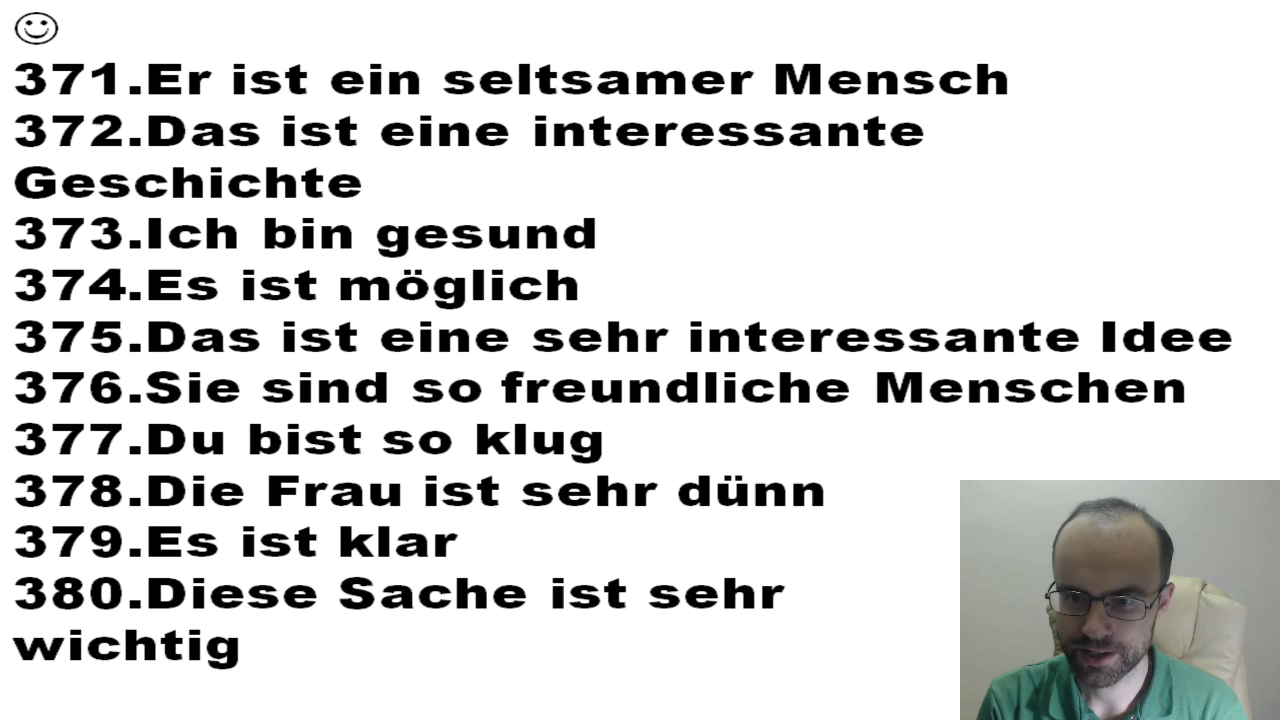 371.Er ist ein seltsamer Mensch
372.Das ist eine interessante
Geschichte
373.Ich bin gesund
374.Es ist möglich
375.Das ist eine sehr interessante Idee
376.Sie sind so freundliche Menschen
377.Du bist so klug
378.Die Frau ist sehr dünn
379.Es ist klar
380.Diese Sache ist sehr
wichtig